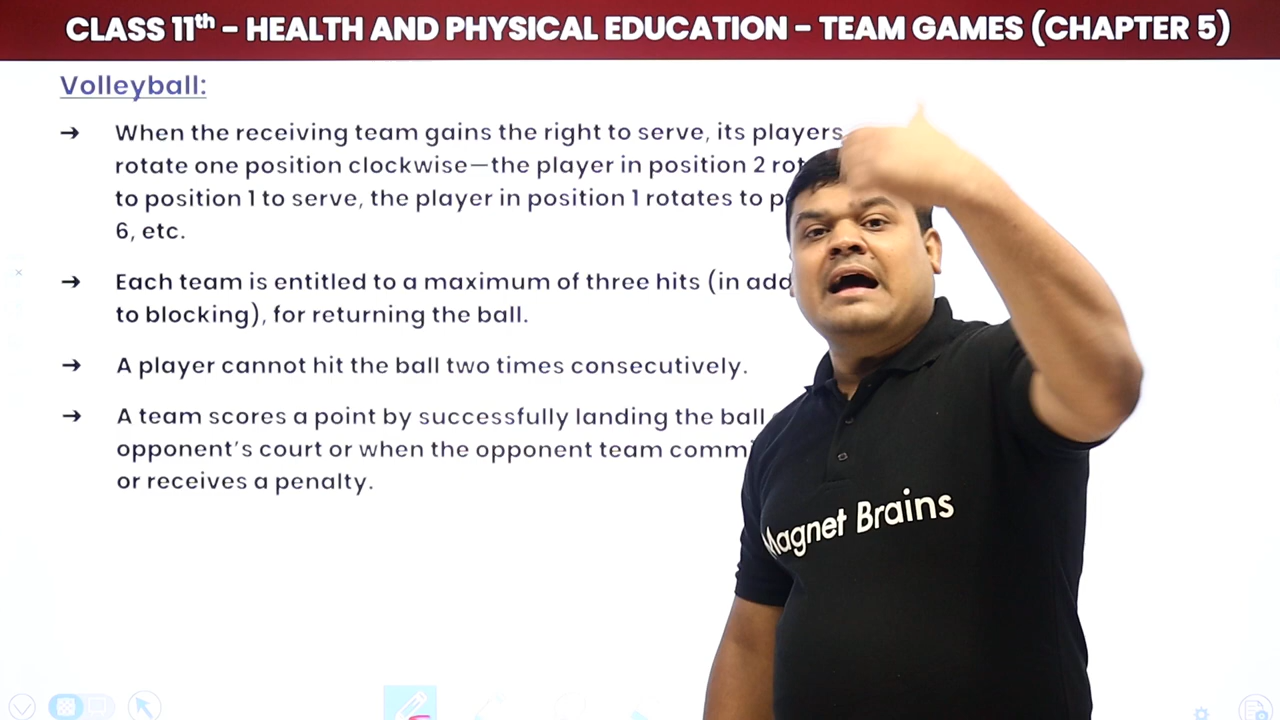 CLASS 11th – HEALTH AND PHYSICAL EDUCATION – TEAM GAMES (CHAPTER 5)
Volleyball:
➔ When the receiving team gains the right to serve, its players
rotate one position clockwise—the player in position 2
to position 1 to serve, the player in position 1 rotates to
6, etc.
➔ Each team is entitled to a maximum of three hits (in
to blocking), for returning the ball.
➔ A player cannot hit the ball two times consecutively.
➔ A team scores a point by successfully landing the ball
opponent's court or when the opponent team
or receives a penalty.
Magnet Brains